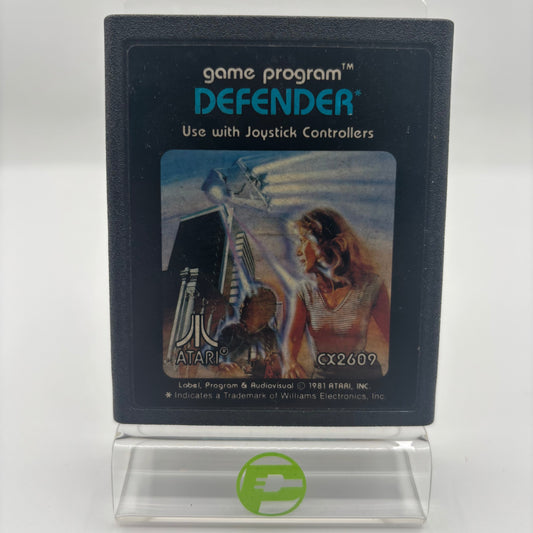 game program™
DEFENDER*
Use with Joystick Controllers
ATARI®
CX2609
Label, Program & Audiovisual © 1981 ATARI, INC.
* Indicates a Trademark of Williams Electronics, Inc.